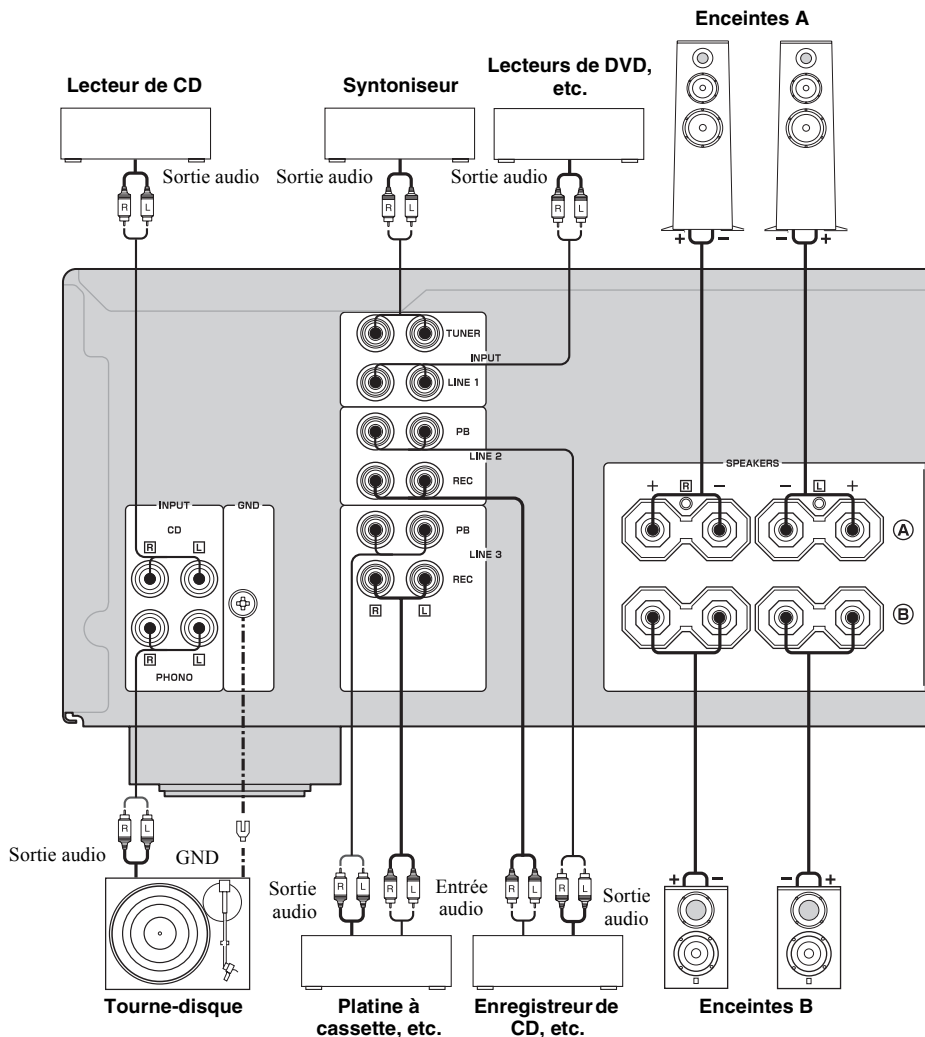 Enceintes A
Lecteur de CD
Syntoniseur
Lecteurs de DVD,
etc.
Sortie audio
Sortie audio
Sortie audio
R L
R L
R L
+ −
− +
TUNER
INPUT
LINE 1
PB
LINE 2
REC
PB
LINE 3
REC
R L
SPEAKERS
+ R − − L +
A
B
INPUT
GND
CD
R L
R L
PHONO
R L
Sortie audio
GND
Sortie
audio
R L
R L
Entrée
audio
R L
R L
Sortie
audio
+ −
− +
Tourne-disque
Platine à
cassette, etc.
Enregistreur de
CD, etc.
Enceintes B